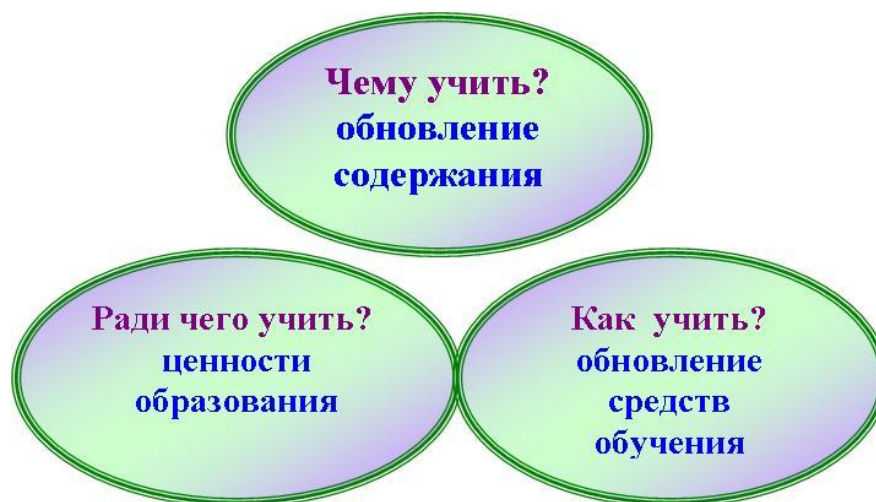 Чему учить?
обновление
содержания
Ради чего учить?
ценности
образования
Как учить?
обновление
средств
обучения